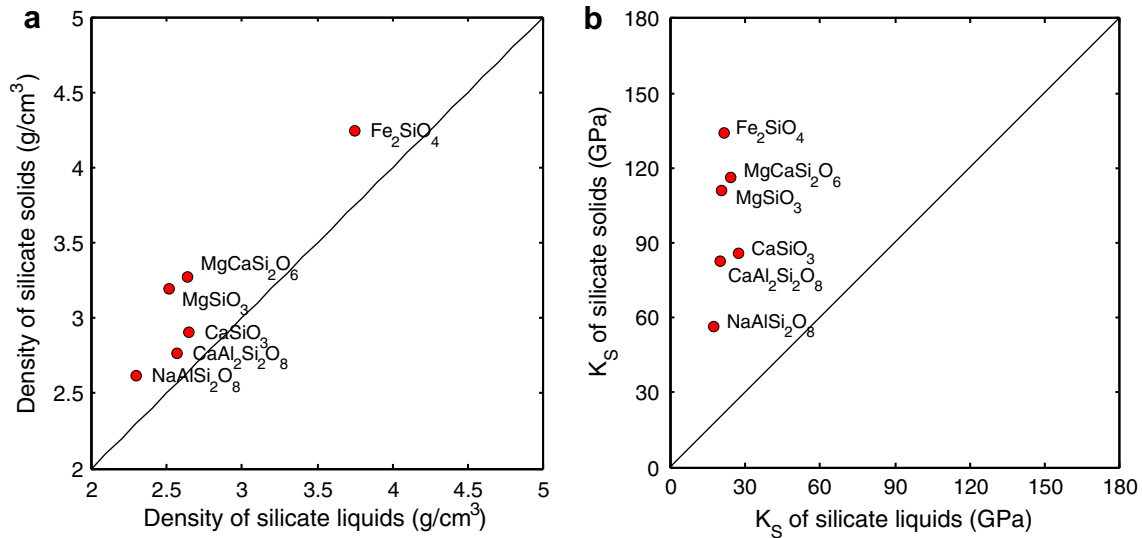 a
5
4.5
4
3.5
3
2.5
2
Density of silicate solids (g/cm³)
Fe₂SiO₄
MgCaSi₂O₆
MgSiO₃
CaSiO₃
CaAl₂Si₂O₈
NaAlSi₂O₈
2 2.5 3 3.5 4 4.5 5
Density of silicate liquids (g/cm³)
b
180
150
120
90
60
30
0
K_S of silicate solids (GPa)
Fe₂SiO₄
MgCaSi₂O₆
MgSiO₃
CaSiO₃
CaAl₂Si₂O₈
NaAlSi₂O₈
0 30 60 90 120 150 180
K_S of silicate liquids (GPa)